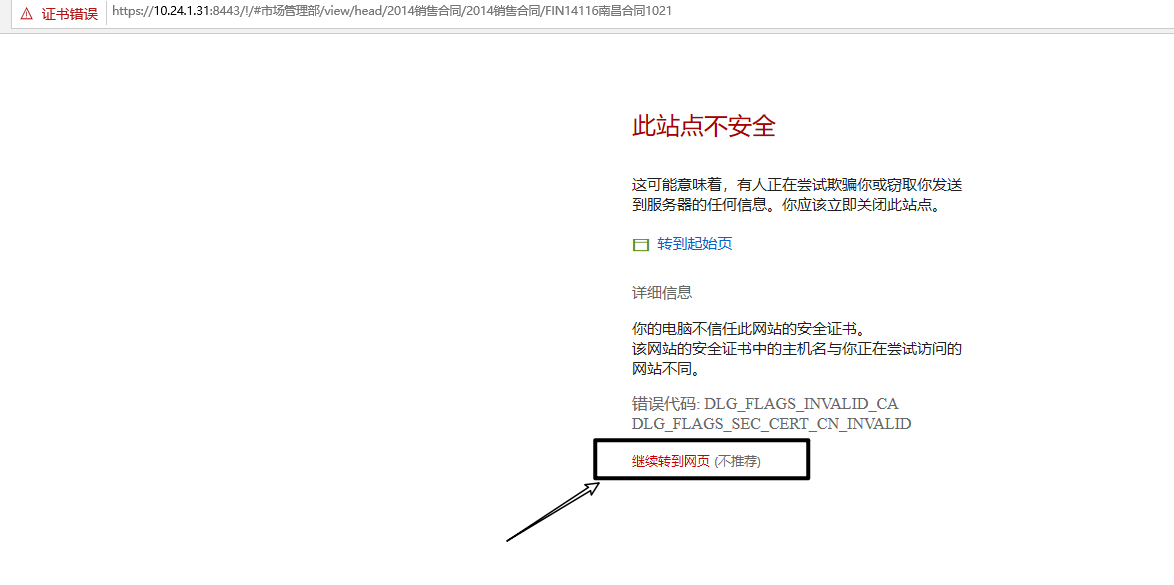 证书错误 https://10.24.1.31:8443/!/#市场管理部/view/head/2014销售合同/2014销售合同/FIN14116南昌合同1021
此站点不安全
这可能意味着，有人正在尝试欺骗你或窃取你发送
到服务器的任何信息。你应该立即关闭此站点。
转到起始页
详细信息
你的电脑不信任此网站的安全证书。
该网站的安全证书中的主机名与你正在尝试访问的
网站不同。
错误代码: DLG_FLAGS_INVALID_CA
DLG_FLAGS_SEC_CERT_CN_INVALID
继续转到网页 (不推荐)